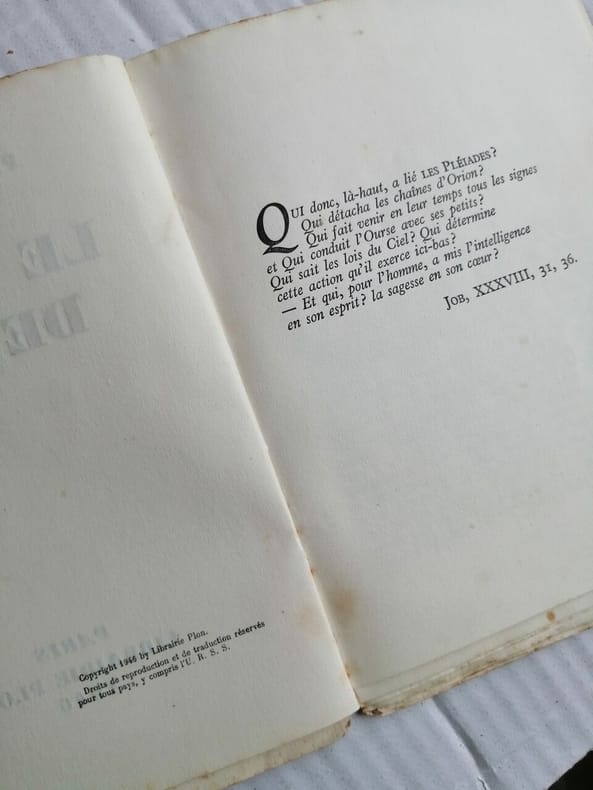 Copyright 1946 by Librairie Plon.
Droits de reproduction et de traduction réservés
pour tous pays, y compris l'U. R. S. S.
QUI donc, là-haut, a lié LES PLÉIADES?
Qui détacha les chaînes d'Orion?
Qui fait venir en leur temps tous les signes
et Qui conduit l'Ourse avec ses petits?
Qui sait les lois du Ciel? Qui détermine
cette action qu'il exerce ici-bas?
— Et qui, pour l'homme, a mis l'intelligence
en son esprit? la sagesse en son cœur?
JOB, XXXVIII, 31, 36.